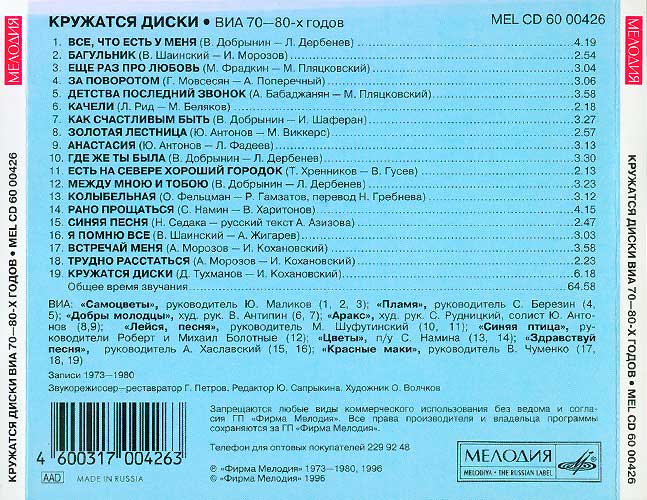 КРУЖАТСЯ ДИСКИ • ВИА 70—80-х годов
MEL CD 60 00426
1. ВСЕ, ЧТО ЕСТЬ У МЕНЯ (В. Добрынин — Л. Дербенев) 4.19
2. БАГУЛЬНИК (В. Шаинский — И. Морозов) 2.54
3. ЕЩЕ РАЗ ПРО ЛЮБОВЬ (М. Фрадкин — М. Пляцковский) 3.04
4. ЗА ПОВОРОТОМ (Г. Мовсесян — А. Поперечный) 3.06
5. ДЕТСТВА ПОСЛЕДНИЙ ЗВОНОК (А. Бабаджанян — М. Пляцковский) 3.58
6. КАЧЕЛИ (Л. Рид — М. Беляков) 2.18
7. КАК СЧАСТЛИВЫМ БЫТЬ (В. Добрынин — И. Шаферан) 3.27
8. ЗОЛОТАЯ ЛЕСТНИЦА (Ю. Антонов — М. Виккерс) 2.57
9. АНАСТАСИЯ (Ю. Антонов — Л. Фадеев) 3.13
10. ГДЕ ЖЕ ТЫ БЫЛА (В. Добрынин — Л. Дербенев) 3.30
11. ЕСТЬ НА СЕВЕРЕ ХОРОШИЙ ГОРОДОК (Т. Хренников — В. Гусев) 2.13
12. МЕЖДУ МНОЮ И ТОБОЮ (В. Добрынин — Л. Дербенев) 3.23
13. КОЛЫБЕЛЬНАЯ (О. Фельцман — Р. Гамзатов, перевод Н. Гребнева) 3.12
14. РАНО ПРОЩАТЬСЯ (С. Намин — В. Харитонов) 4.15
15. СИНЯЯ ПЕСНЯ (Н. Седака — русский текст А. Азизова) 2.47
16. Я ПОМНЮ ВСЕ (В. Шаинский — А. Жигарев) 3.03
17. ВСТРЕЧАЙ МЕНЯ (А. Морозов — И. Кохановский) 3.58
18. ТРУДНО РАССТАТЬСЯ (А. Морозов — И. Кохановский) 2.23
19. КРУЖАТСЯ ДИСКИ (Д. Тухманов — И. Кохановский) 6.18
Общее время звучания 64.58
ВИА: «Самоцветы», руководитель Ю. Маликов (1, 2, 3); «Пламя», руководитель С. Березин (4,
5); «Добры молодцы», худ. рук. В. Антипин (6, 7); «Аракс», худ. рук. С. Рудницкий, солист Ю. Анто-
нов (8,9); «Лейся, песня», руководитель М. Шуфутинский (10, 11); «Синяя птица», ру-
ководители Роберт и Михаил Болотные (12); «Цветы», п/у С. Намина (13, 14); «Здравствуй
песня», руководитель А. Хаславский (15, 16); «Красные маки», руководитель В. Чуменко (17,
18, 19)
Записи 1973—1980
Звукорежиссер—реставратор Г. Петров. Редактор Ю. Сапрыкина. Художник О. Волчков
Запрещаются любые виды коммерческого использования без ведома и согла-
сия ГП «Фирма Мелодия». Все права производителя и владельца программы
сохраняются за ГП «Фирма Мелодия».
Телефон для оптовых покупателей 229 92 48
℗ «Фирма Мелодия» 1973—1980, 1996
© «Фирма Мелодия» 1996
4 600317 004263
AAD
MADE IN RUSSIA
МЕЛОДИЯ
MELODIYA - THE RUSSIAN LABEL
МЕЛОДИЯ
КРУЖАТСЯ ДИСКИ ВИА 70—80-Х ГОДОВ • MEL CD 60 00426
МЕЛОДИЯ
КРУЖАТСЯ ДИСКИ ВИА 70—80-Х ГОДОВ • MEL CD 60 00426